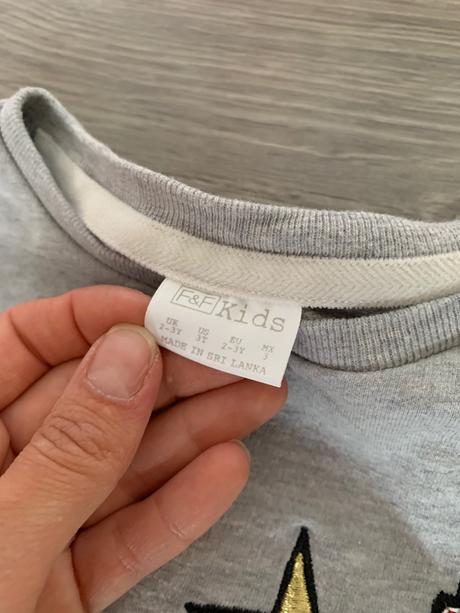 F&F Kids
UK US EU MX
2-3Y 3T 2-3Y 3
MADE IN SRI LANKA